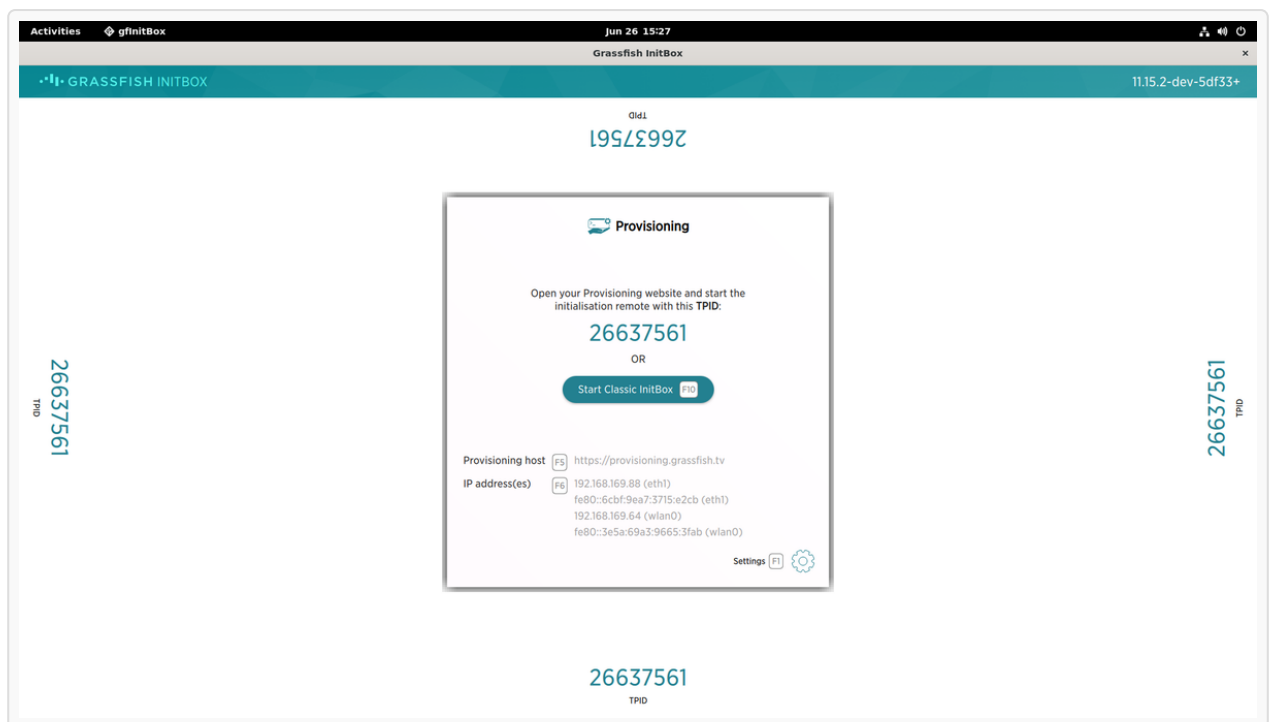 Activities gfInitBox Jun 26 15:27
Grassfish InitBox ×
GRASSFISH INITBOX 11.15.2-dev-5df33+
TPID
26637561
Provisioning
Open your Provisioning website and start the
initialisation remote with this TPID:
26637561
OR
Start Classic InitBox F10
26637561
TPID
26637561
TPID
Provisioning host F5 https://provisioning.grassfish.tv
IP address(es) F6 192.168.169.88 (eth1)
fe80::6cbf:9ea7:3715:e2cb (eth1)
192.168.169.64 (wlan0)
fe80::3e5a:69a3:9665:3fab (wlan0)
Settings F1
26637561
TPID